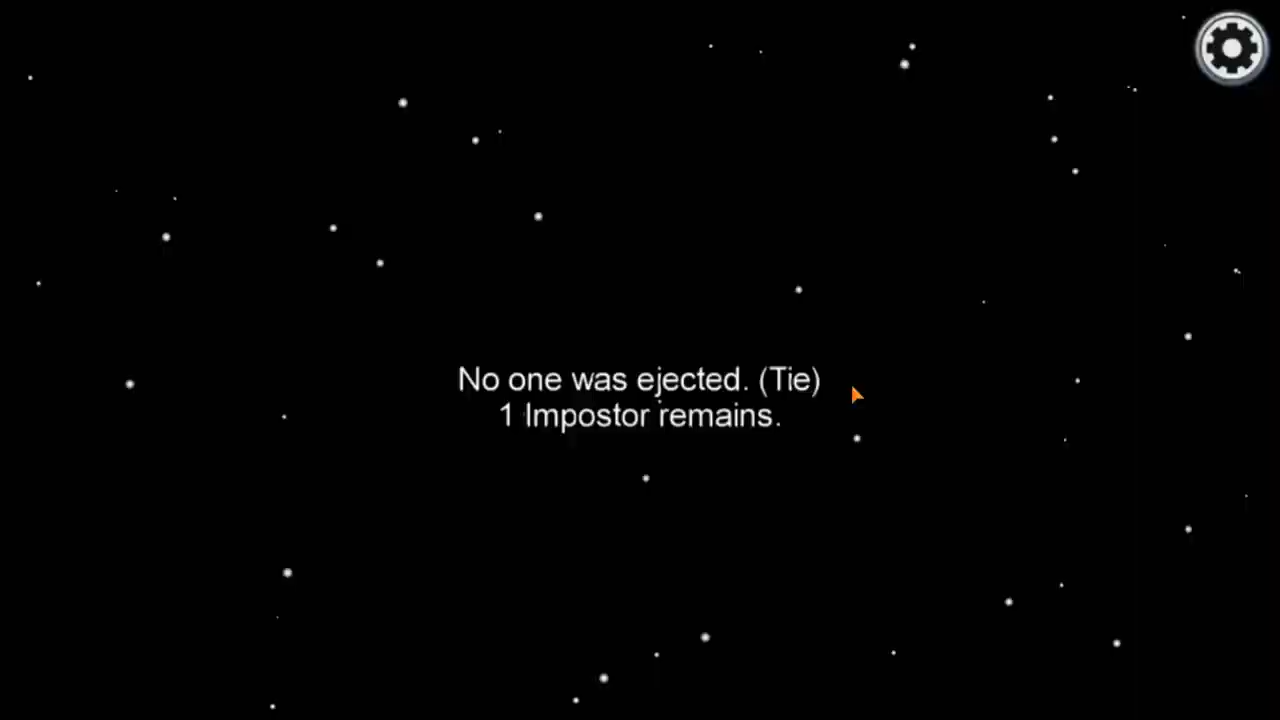 No one was ejected. (Tie)
1 Impostor remains.